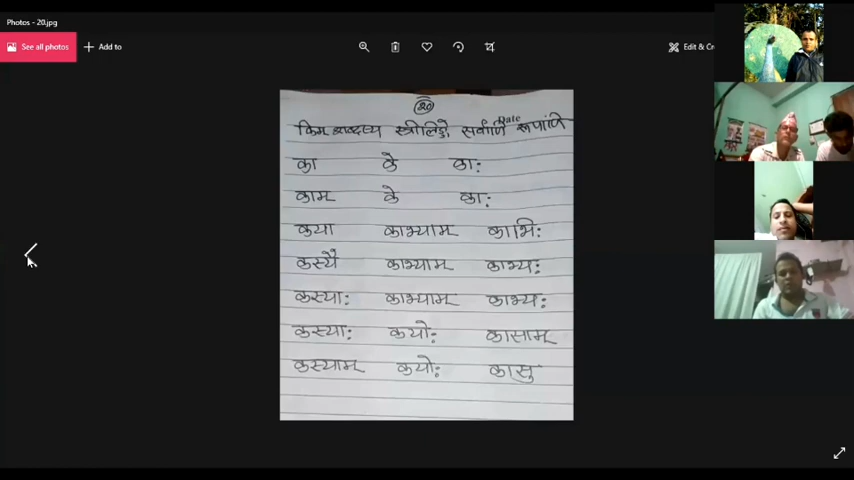 Photos - 20.jpg
See all photos
Add to
Edit & Cr
20
Date
किम् शब्दस्य स्त्रीलिङ्गे सर्वाणि रूपाणि
का के काः
काम् के काः
कया काभ्याम् काभिः
कस्यै काभ्याम् काभ्यः
कस्याः काभ्याम् काभ्यः
कस्याः कयोः कासाम्
कस्याम् कयोः कासु